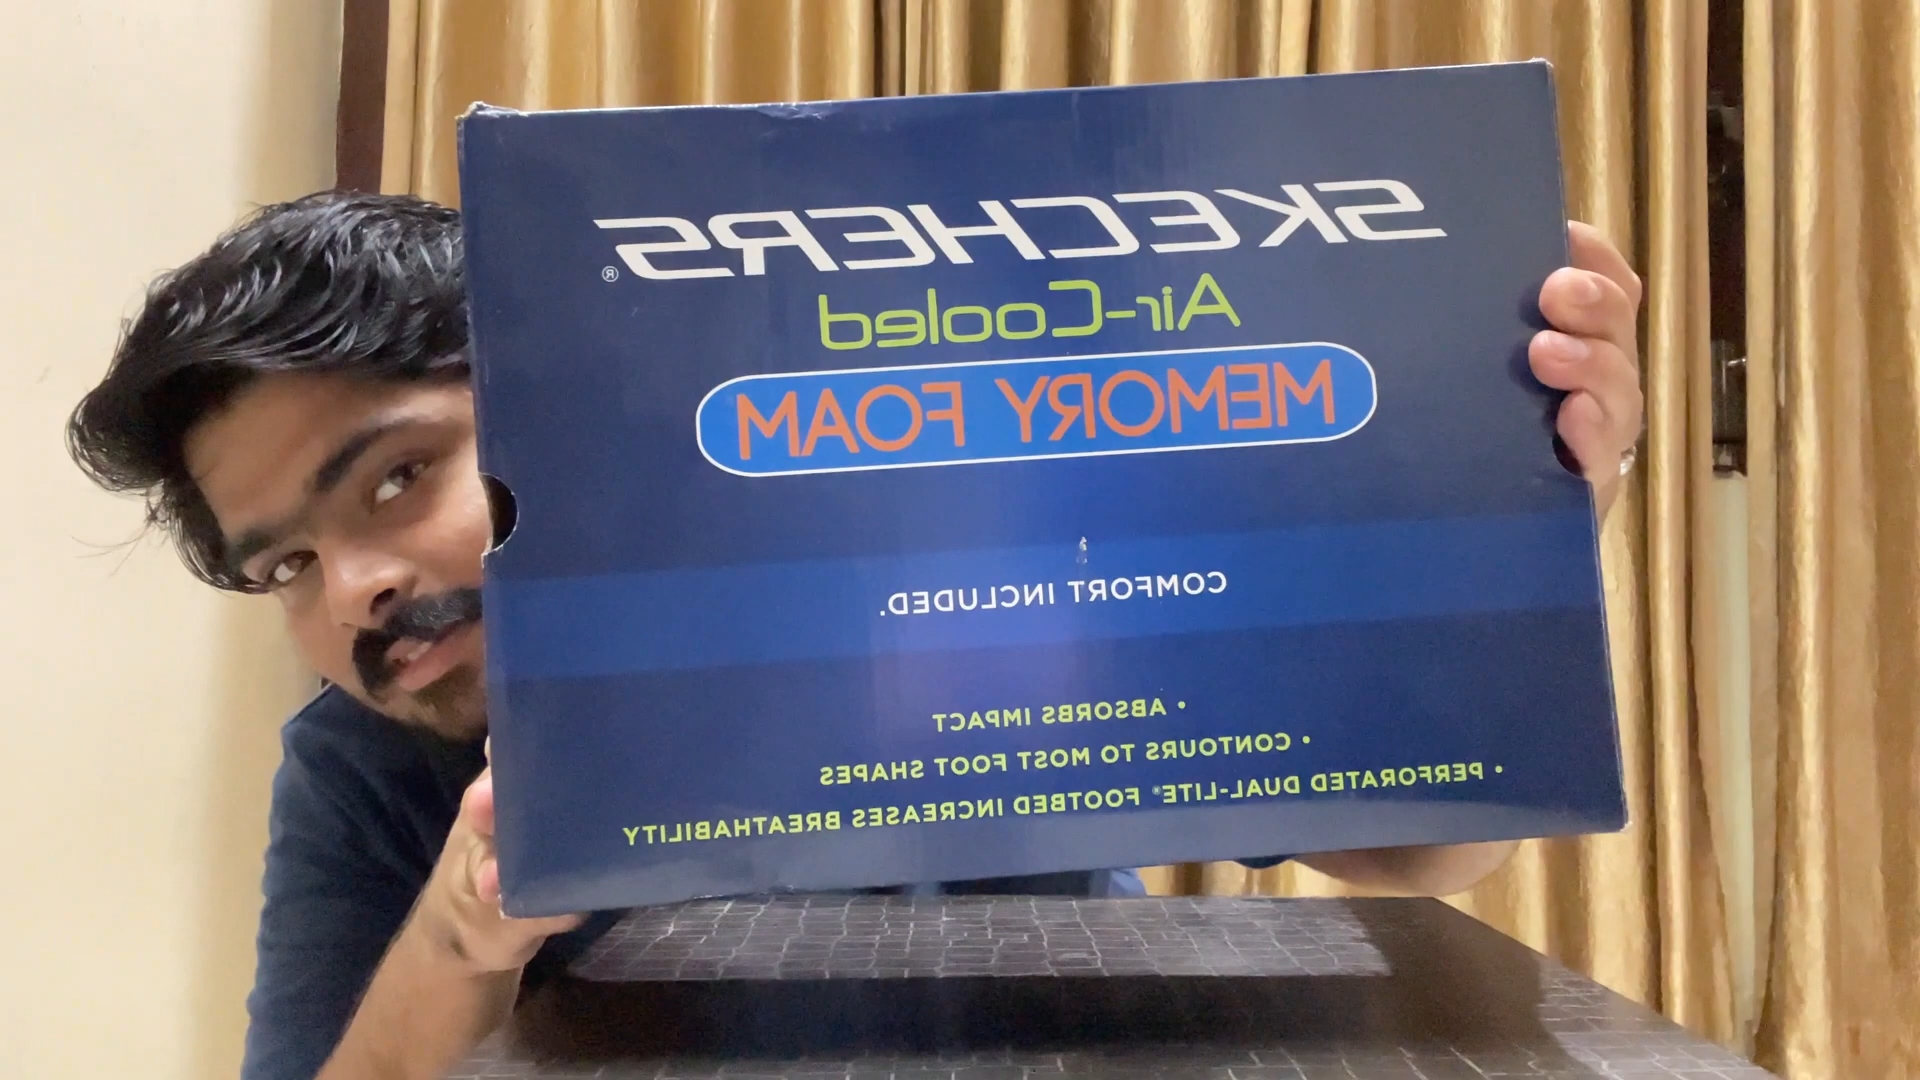 SKECHERS®
Air-Cooled
MEMORY FOAM
COMFORT INCLUDED.
• ABSORBS IMPACT
• CONTOURS TO MOST FOOT SHAPES
• PERFORATED DUAL-LITE® FOOTBED INCREASES BREATHABILITY